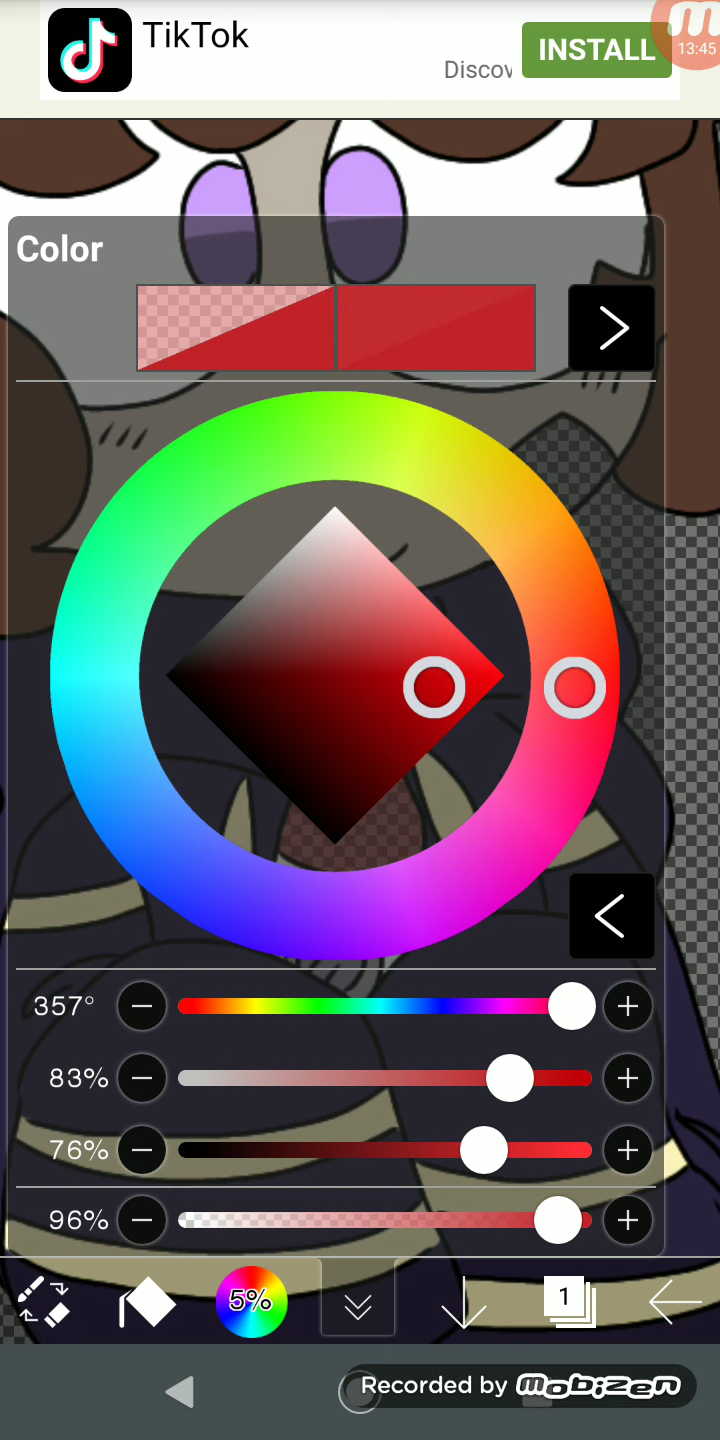 TikTok
Discov
INSTALL
13:45
Color
357°
83%
76%
96%
5%
1
Recorded by mobizen